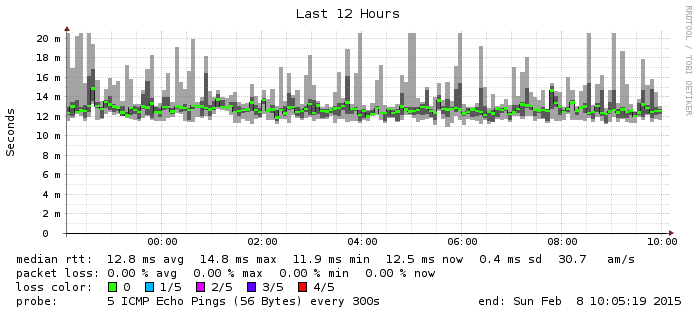 Last 12 Hours
RRDTOOL / TOBI OETIKER
Seconds
20 m
18 m
16 m
14 m
12 m
10 m
8 m
6 m
4 m
2 m
0
00:00 02:00 04:00 06:00 08:00 10:00
median rtt: 12.8 ms avg 14.8 ms max 11.9 ms min 12.5 ms now 0.4 ms sd 30.7 am/s
packet loss: 0.00 % avg 0.00 % max 0.00 % min 0.00 % now
loss color: 0 1/5 2/5 3/5 4/5
probe: 5 ICMP Echo Pings (56 Bytes) every 300s end: Sun Feb 8 10:05:19 2015